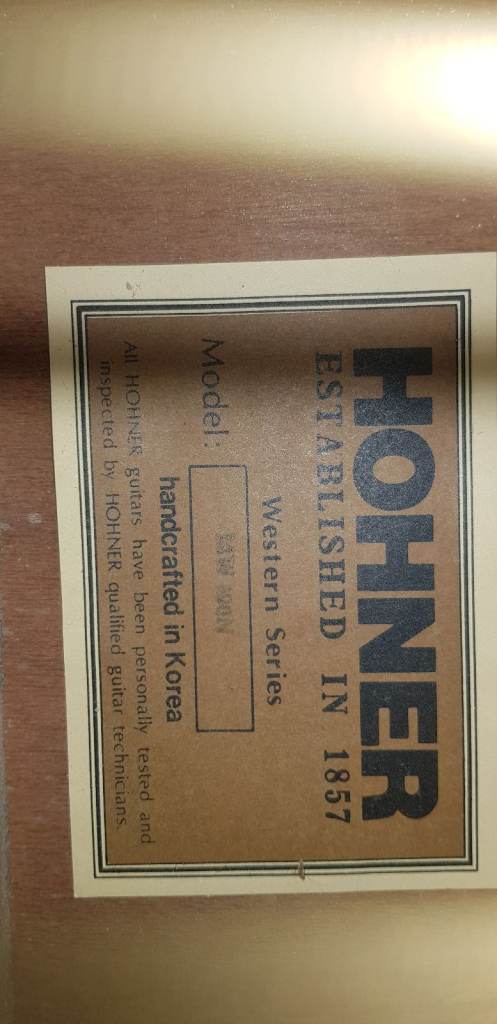 HOHNER
ESTABLISHED IN 1857
Western Series
Model:
handcrafted in Korea
All HOHNER guitars have been personally tested and
inspected by HOHNER qualified guitar technicians.